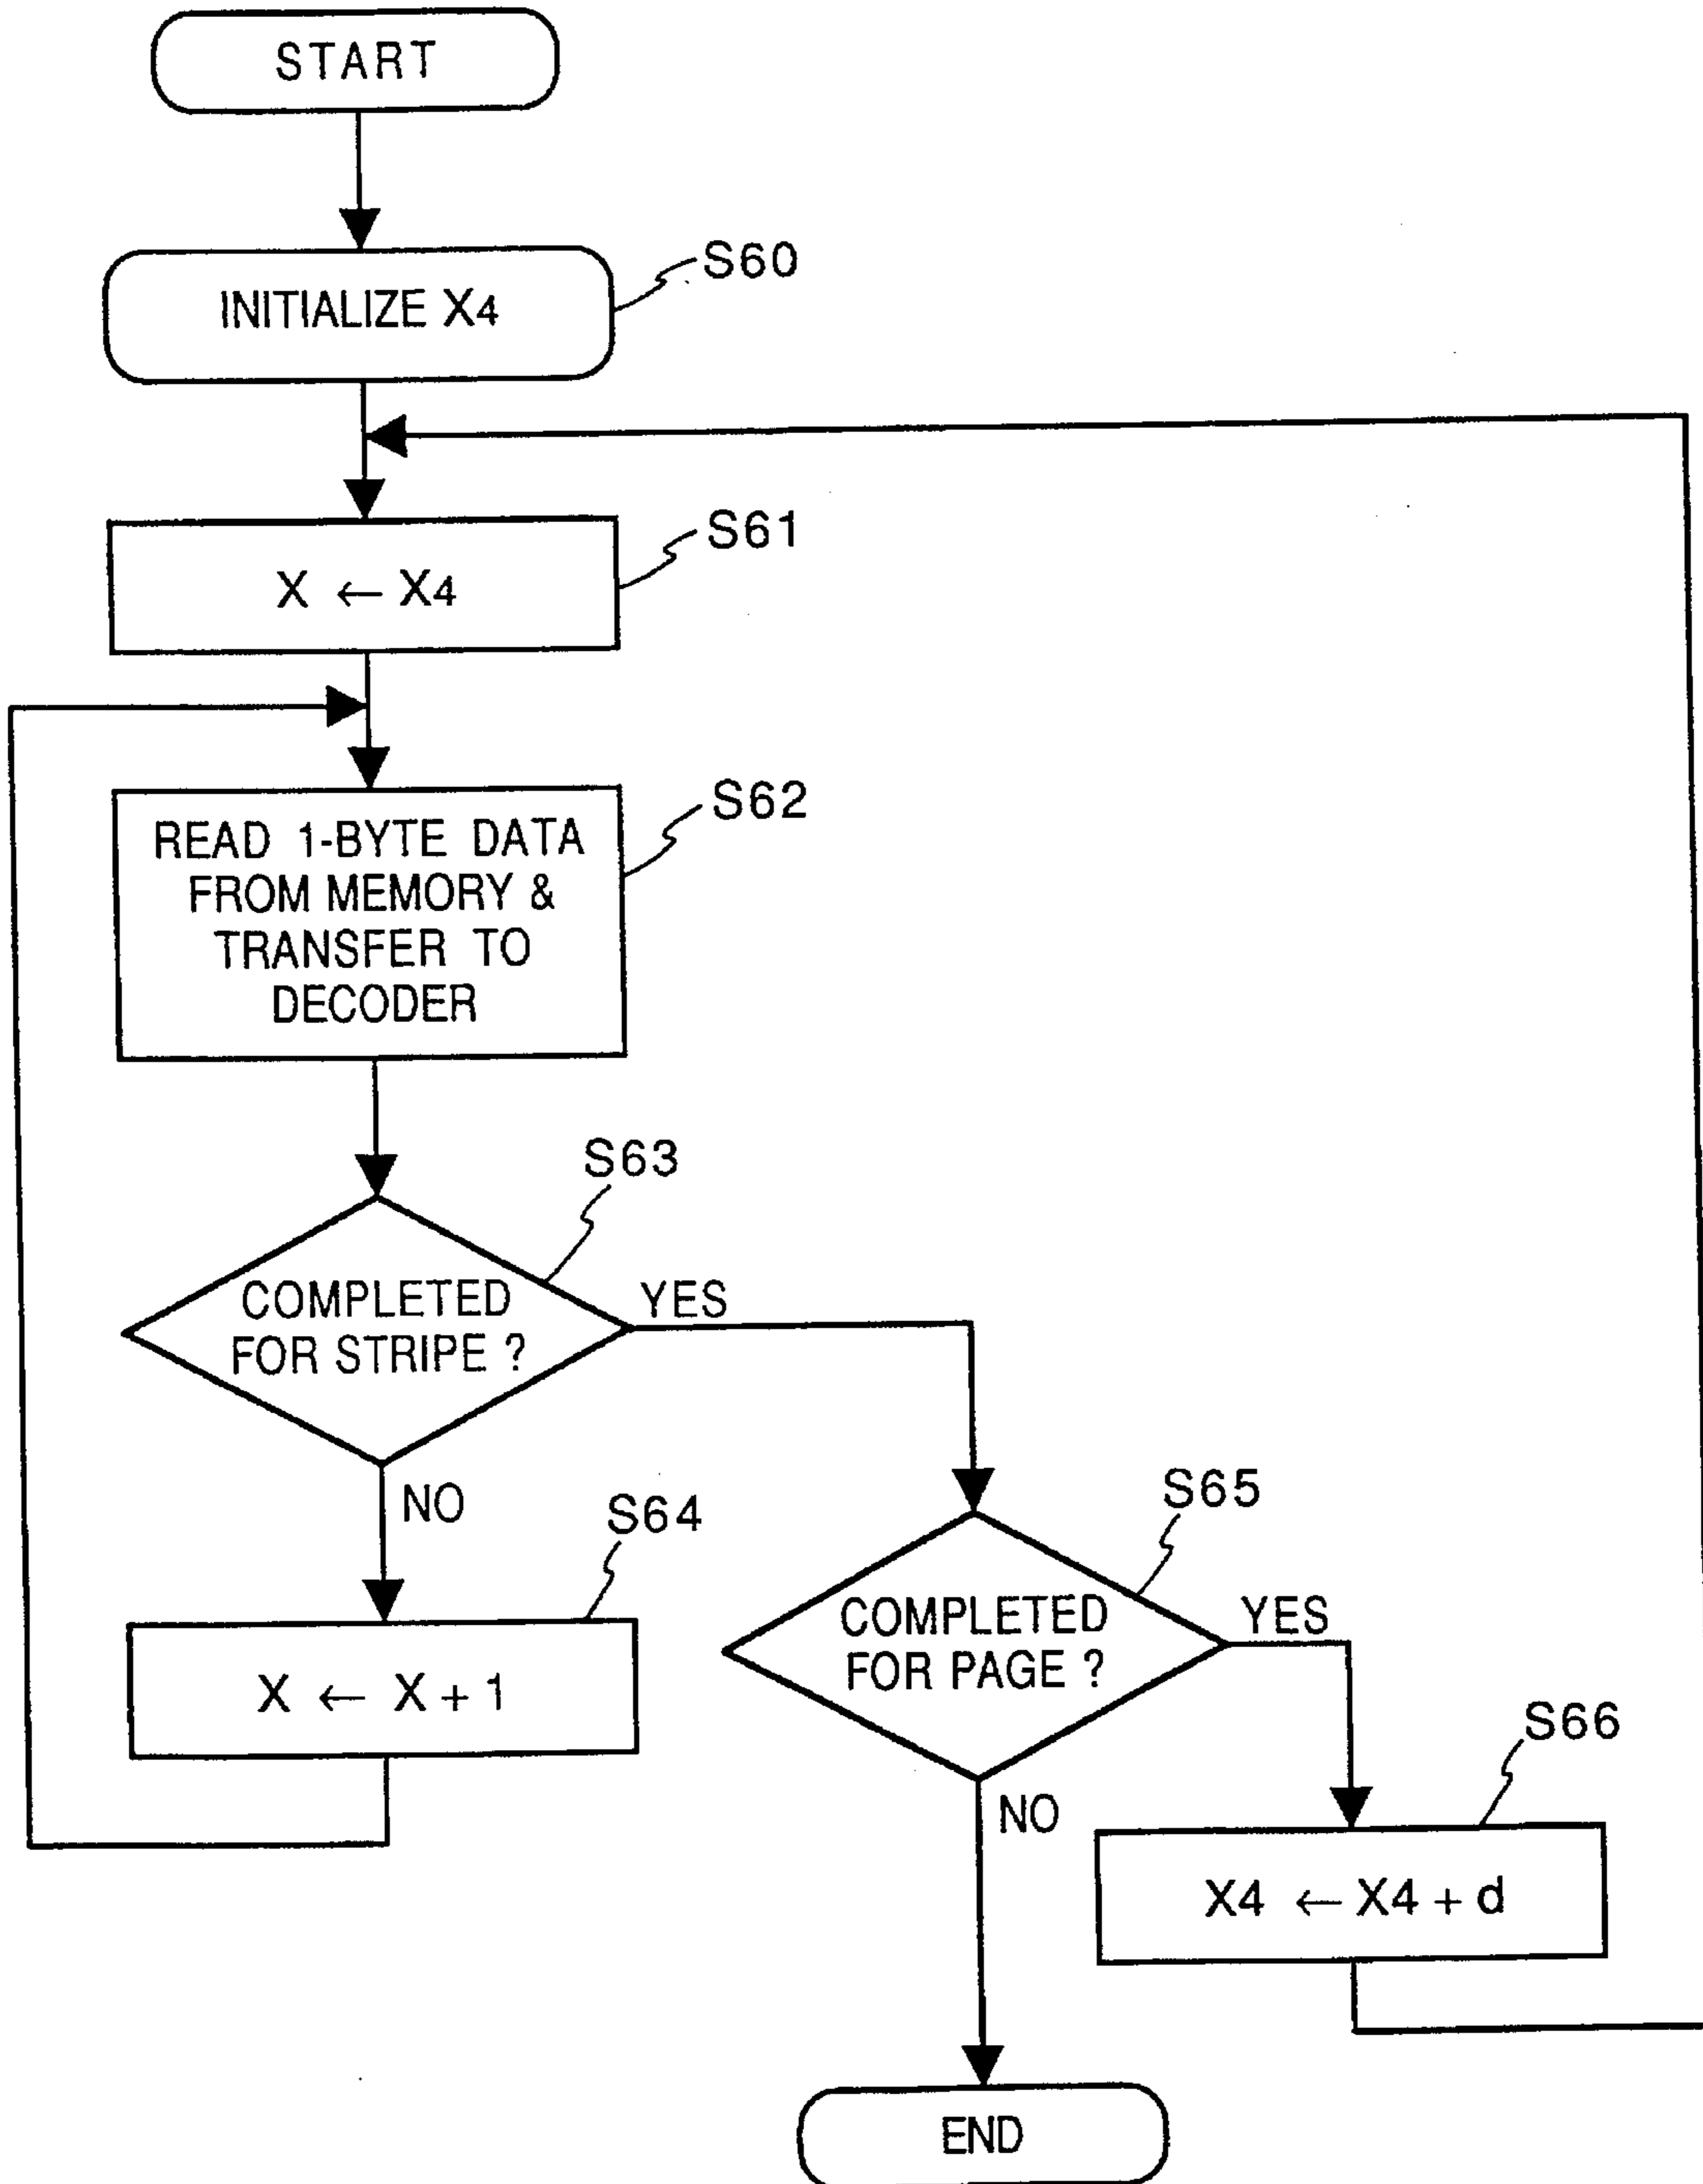 START
INITIALIZE X4
S60
X ← X4
S61
READ 1-BYTE DATA
FROM MEMORY &
TRANSFER TO
DECODER
S62
COMPLETED
FOR STRIPE ?
S63
YES
NO
X ← X + 1
S64
COMPLETED
FOR PAGE ?
S65
YES
NO
X4 ← X4 + d
S66
END